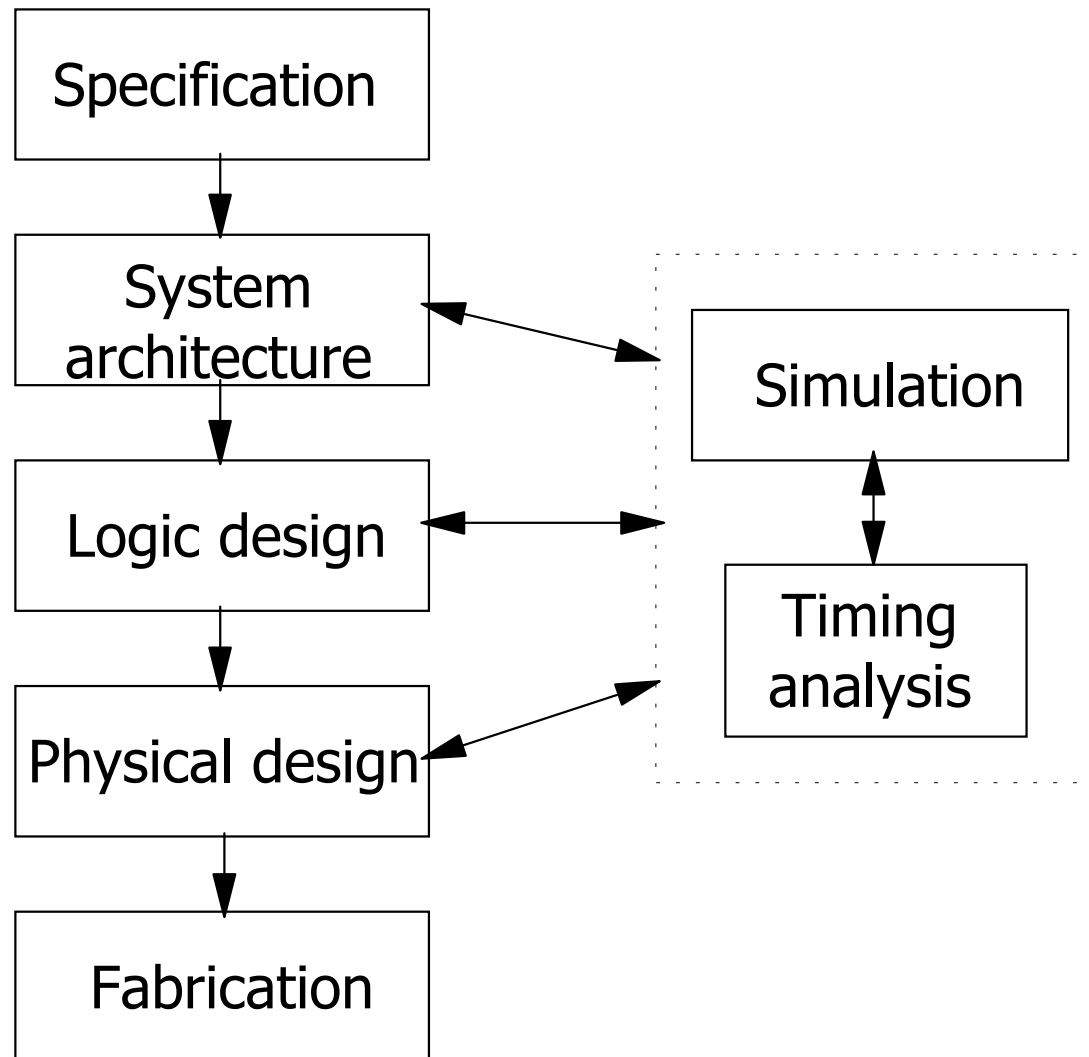 Specification
System
architecture
Simulation
Logic design
Timing
analysis
Physical design
Fabrication